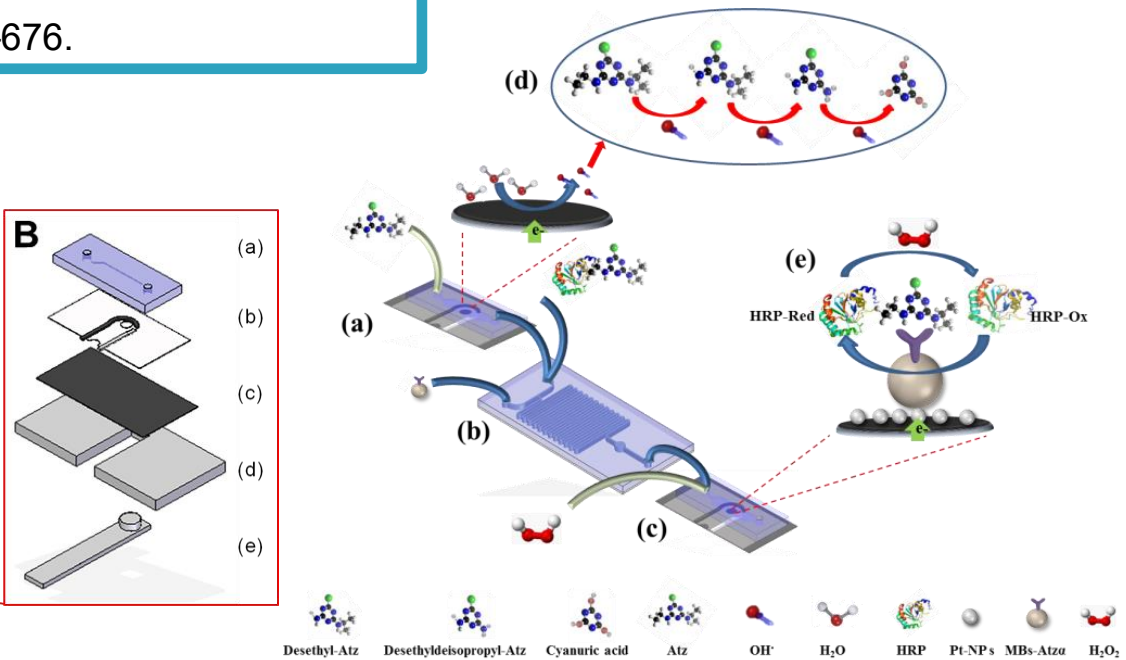 676.
(d)
B
(a)
(b)
(c)
(d)
(e)
e-
(a)
(e)
HRP-Red
HRP-Ox
(b)
e-
(c)
Desethyl-Atz
Desethyldeisopropyl-Atz
Cyanuric acid
Atz
OH·
H₂O
HRP
Pt-NPs
MBs-Atzα
H₂O₂